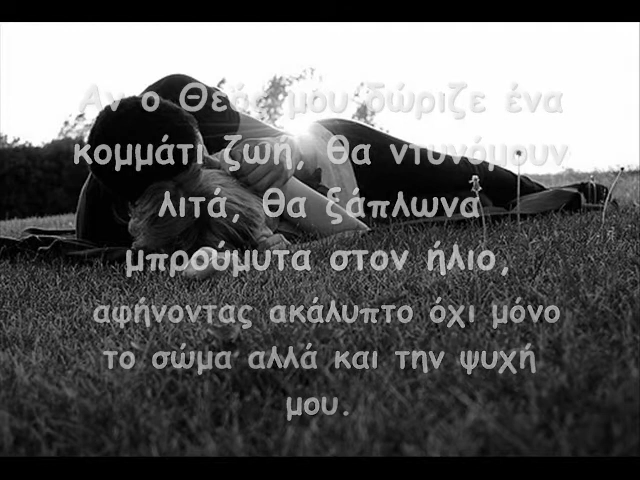 Αν ο Θεός μου δώριζε ένα
κομμάτι ζωή, θα ντυνόμουν
λιτά, θα ξάπλωνα
μπρούμυτα στον ήλιο,
αφήνοντας ακάλυπτο όχι μόνο
το σώμα αλλά και την ψυχή
μου.